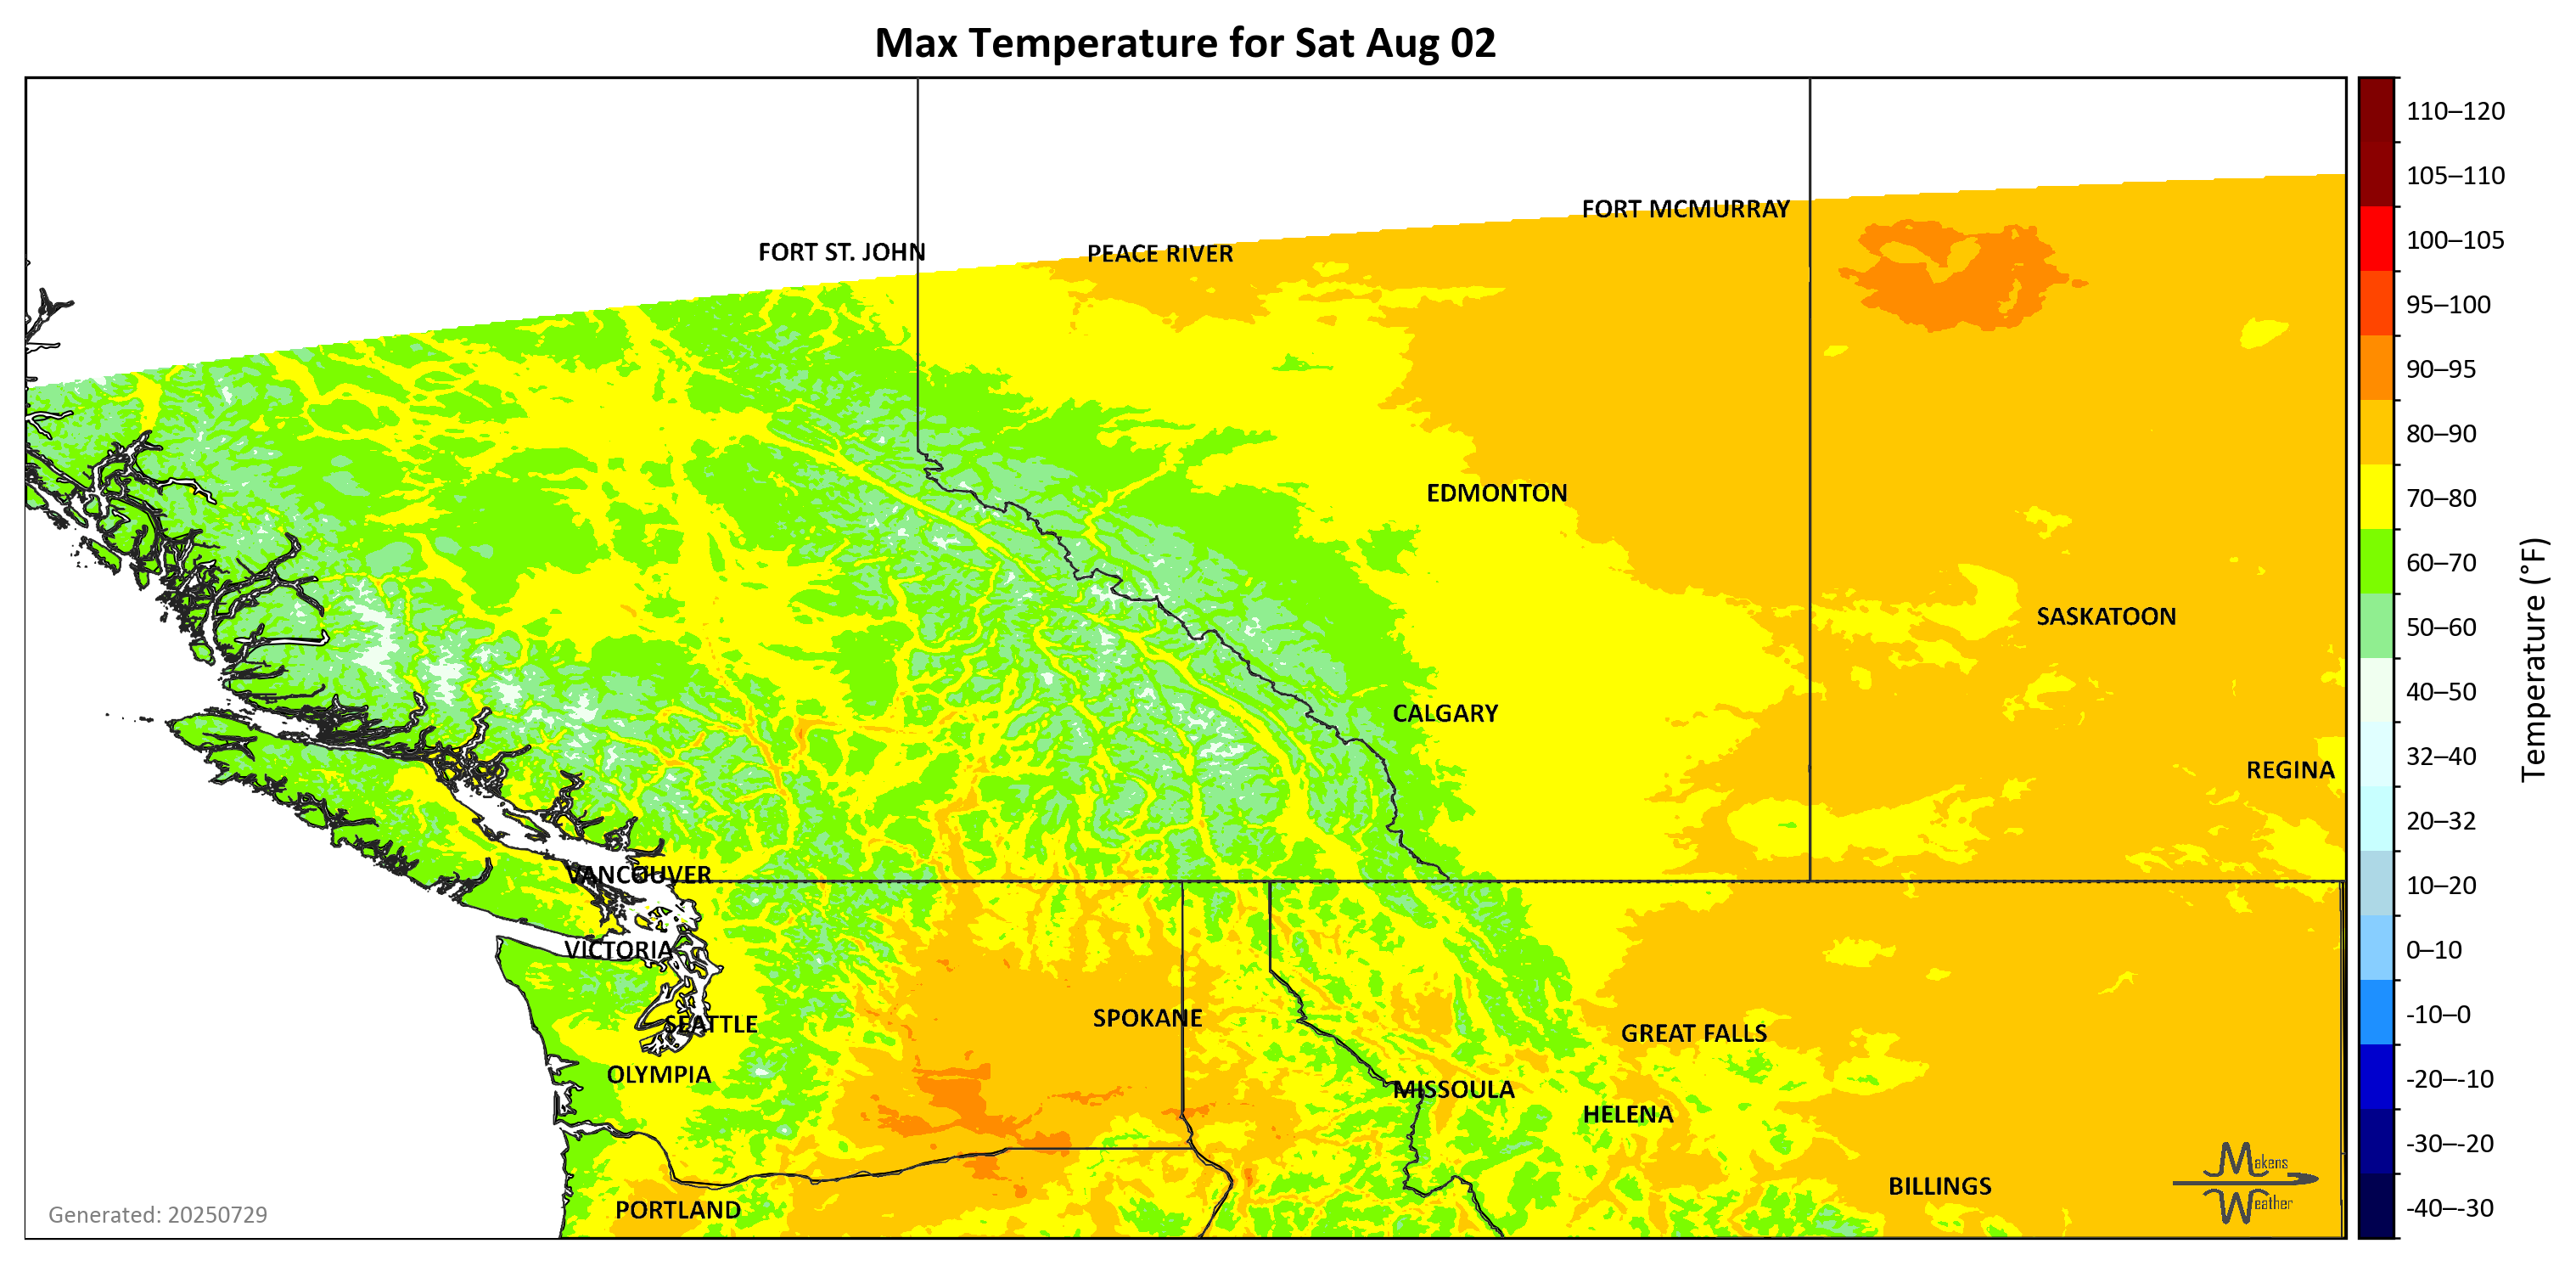 Max Temperature for Sat Aug 02
110–120
105–110
FORT MCMURRAY
100–105
FORT ST. JOHN
PEACE RIVER
95–100
90–95
80–90
EDMONTON
70–80
60–70
SASKATOON
50–60
Temperature (°F)
40–50
CALGARY
32–40
REGINA
20–32
VANCOUVER
10–20
VICTORIA
0–10
SEATTLE
SPOKANE
GREAT FALLS
-10–0
OLYMPIA
MISSOULA
-20–-10
HELENA
-30–-20
Makens
Weather
BILLINGS
PORTLAND
-40–-30
Generated: 20250729